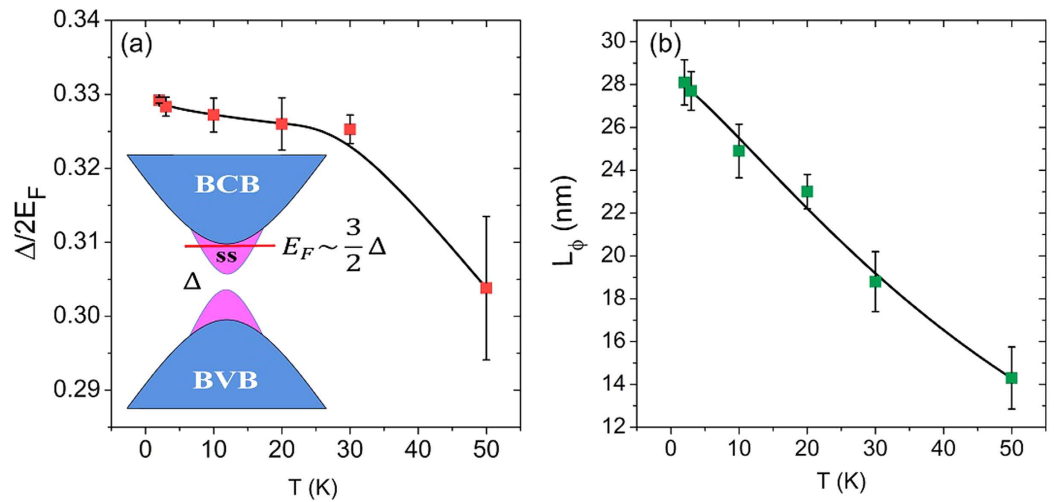 (a)
0.34
0.33
0.32
0.31
0.30
0.29
Δ/2E_F
0 10 20 30 40 50
T (K)
BCB
ss
E_F ~ 3/2 Δ
Δ
BVB
(b)
30
28
26
24
22
20
18
16
14
12
L_ϕ (nm)
0 10 20 30 40 50
T (K)